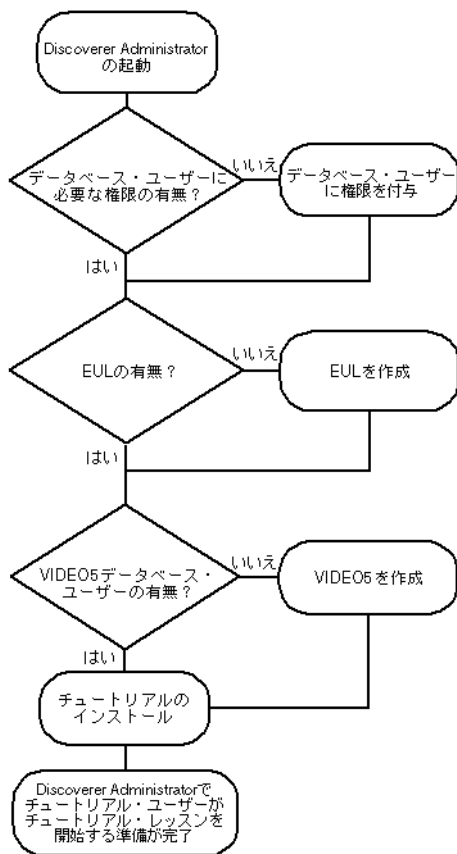 Discoverer Administrator
の起動
データベース・ユーザーに
必要な権限の有無？
いいえ
データベース・ユーザー
に権限を付与
はい
EULの有無？
いいえ
EULを作成
はい
VIDEO5データベース・
ユーザーの有無？
いいえ
VIDEO5を作成
はい
チュートリアルの
インストール
Discoverer Administratorで
チュートリアル・ユーザーが
チュートリアル・レッスンを
開始する準備が完了